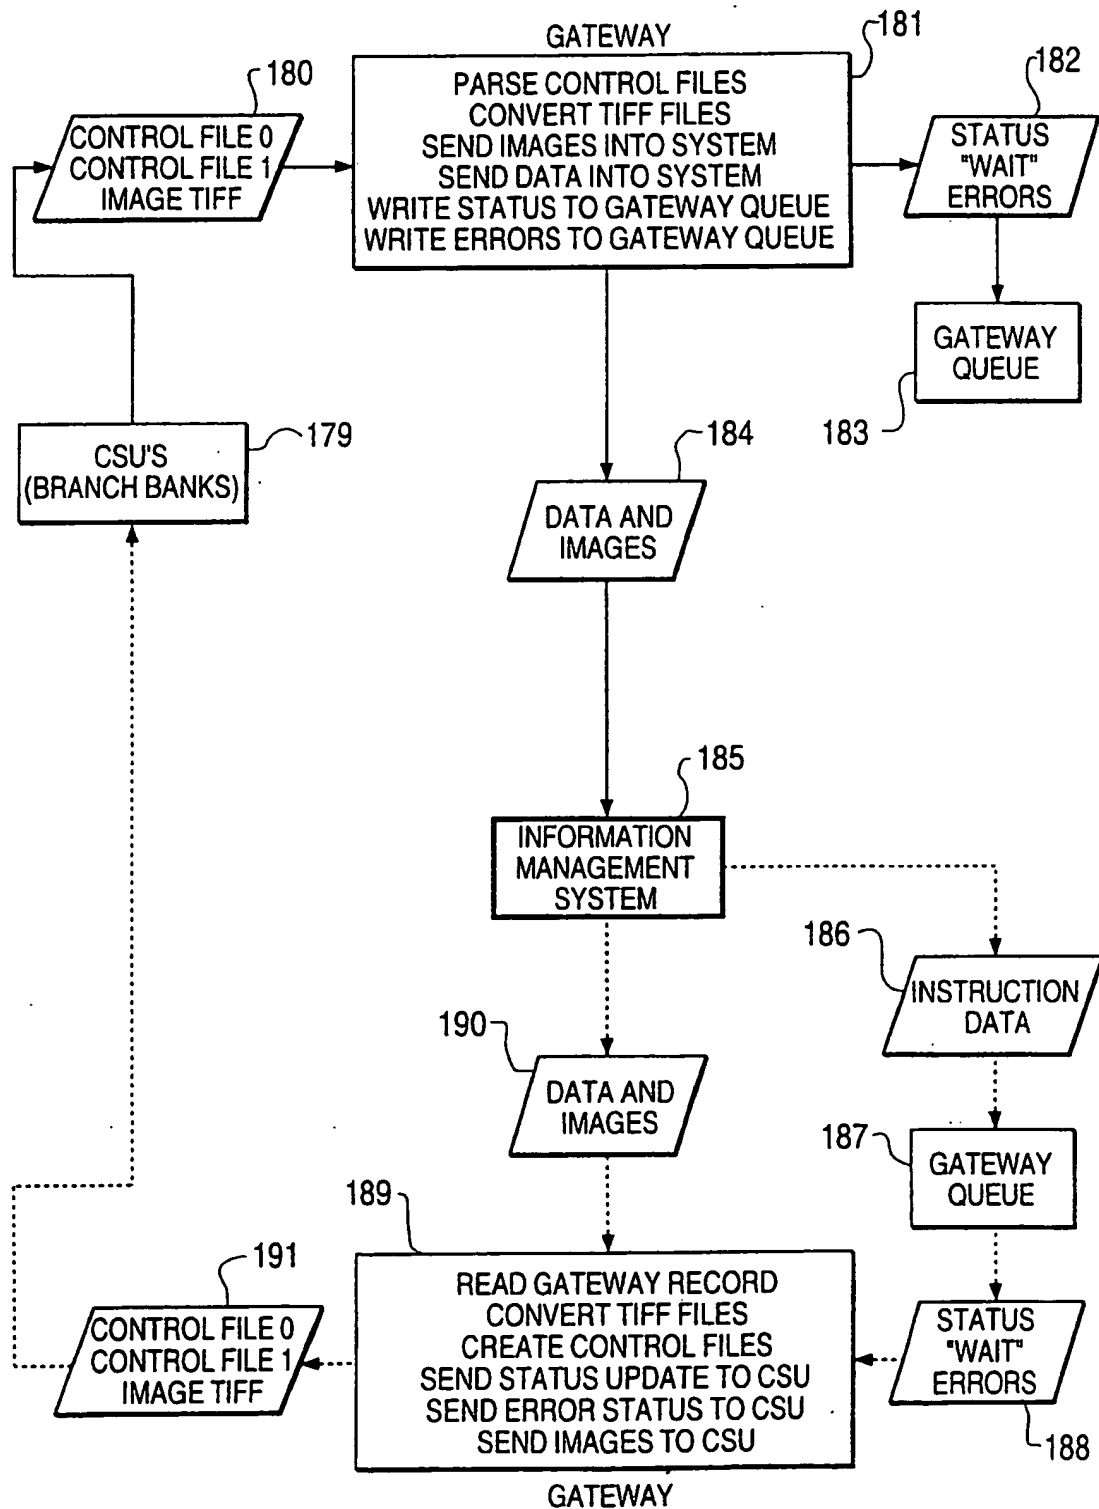 GATEWAY
181
PARSE CONTROL FILES
CONVERT TIFF FILES
SEND IMAGES INTO SYSTEM
SEND DATA INTO SYSTEM
WRITE STATUS TO GATEWAY QUEUE
WRITE ERRORS TO GATEWAY QUEUE
180
CONTROL FILE 0
CONTROL FILE 1
IMAGE TIFF
182
STATUS
"WAIT"
ERRORS
GATEWAY
QUEUE
183
CSU'S
(BRANCH BANKS)
179
184
DATA AND
IMAGES
185
INFORMATION
MANAGEMENT
SYSTEM
186
INSTRUCTION
DATA
190
DATA AND
IMAGES
187
GATEWAY
QUEUE
189
READ GATEWAY RECORD
CONVERT TIFF FILES
CREATE CONTROL FILES
SEND STATUS UPDATE TO CSU
SEND ERROR STATUS TO CSU
SEND IMAGES TO CSU
GATEWAY
191
CONTROL FILE 0
CONTROL FILE 1
IMAGE TIFF
STATUS
"WAIT"
ERRORS
188